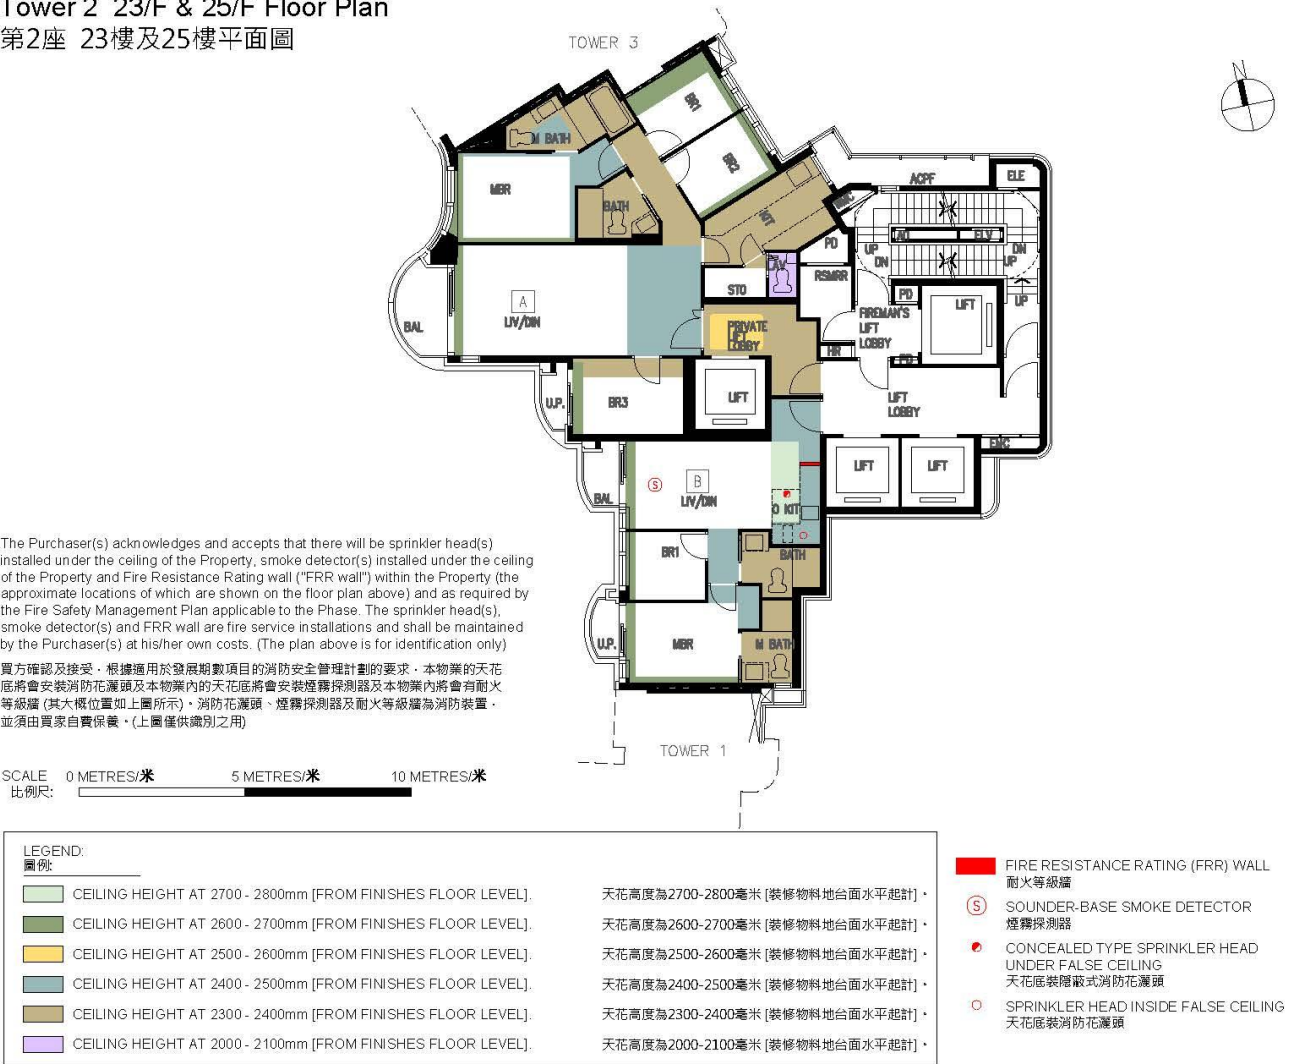 Tower 2 23/F & 25/F Floor Plan
第2座 23樓及25樓平面圖
TOWER 3
N
BR1
M BATH
BR2
MBR
BATH
KIT
ACPF
ELE
EMC
PD
AD
ELV
UP
DN
DN
UP
LAV
RSMRR
STO
PD
LIFT
UP
A
LIV/DIN
BAL
PRIVATE
LIFT
LOBBY
FIREMAN'S
LIFT
LOBBY
HR
PD
U.P.
BR3
LIFT
LIFT
LOBBY
EMC
LIFT
LIFT
BAL
S
B
LIV/DIN
O KIT
BR1
BATH
U.P.
MBR
M BATH
TOWER 1
The Purchaser(s) acknowledges and accepts that there will be sprinkler head(s)
installed under the ceiling of the Property, smoke detector(s) installed under the ceiling
of the Property and Fire Resistance Rating wall ("FRR wall") within the Property (the
approximate locations of which are shown on the floor plan above) and as required by
the Fire Safety Management Plan applicable to the Phase. The sprinkler head(s),
smoke detector(s) and FRR wall are fire service installations and shall be maintained
by the Purchaser(s) at his/her own costs. (The plan above is for identification only)
買方確認及接受，根據適用於發展期數項目的消防安全管理計劃的要求，本物業的天花
底將會安裝消防花灑頭及本物業內的天花底將會安裝煙霧探測器及本物業內將會有耐火
等級牆 (其大概位置如上圖所示)。消防花灑頭、煙霧探測器及耐火等級牆為消防裝置，
並須由買家自費保養。(上圖僅供識別之用)
SCALE 0 METRES/米 5 METRES/米 10 METRES/米
比例尺:
LEGEND:
圖例:
CEILING HEIGHT AT 2700 - 2800mm [FROM FINISHES FLOOR LEVEL]. 天花高度為2700-2800毫米 [裝修物料地台面水平起計]。
CEILING HEIGHT AT 2600 - 2700mm [FROM FINISHES FLOOR LEVEL]. 天花高度為2600-2700毫米 [裝修物料地台面水平起計]。
CEILING HEIGHT AT 2500 - 2600mm [FROM FINISHES FLOOR LEVEL]. 天花高度為2500-2600毫米 [裝修物料地台面水平起計]。
CEILING HEIGHT AT 2400 - 2500mm [FROM FINISHES FLOOR LEVEL]. 天花高度為2400-2500毫米 [裝修物料地台面水平起計]。
CEILING HEIGHT AT 2300 - 2400mm [FROM FINISHES FLOOR LEVEL]. 天花高度為2300-2400毫米 [裝修物料地台面水平起計]。
CEILING HEIGHT AT 2000 - 2100mm [FROM FINISHES FLOOR LEVEL]. 天花高度為2000-2100毫米 [裝修物料地台面水平起計]。
FIRE RESISTANCE RATING (FRR) WALL
耐火等級牆
S SOUNDER-BASE SMOKE DETECTOR
煙霧探測器
CONCEALED TYPE SPRINKLER HEAD
UNDER FALSE CEILING
天花底裝隱蔽式消防花灑頭
SPRINKLER HEAD INSIDE FALSE CEILING
天花底裝消防花灑頭